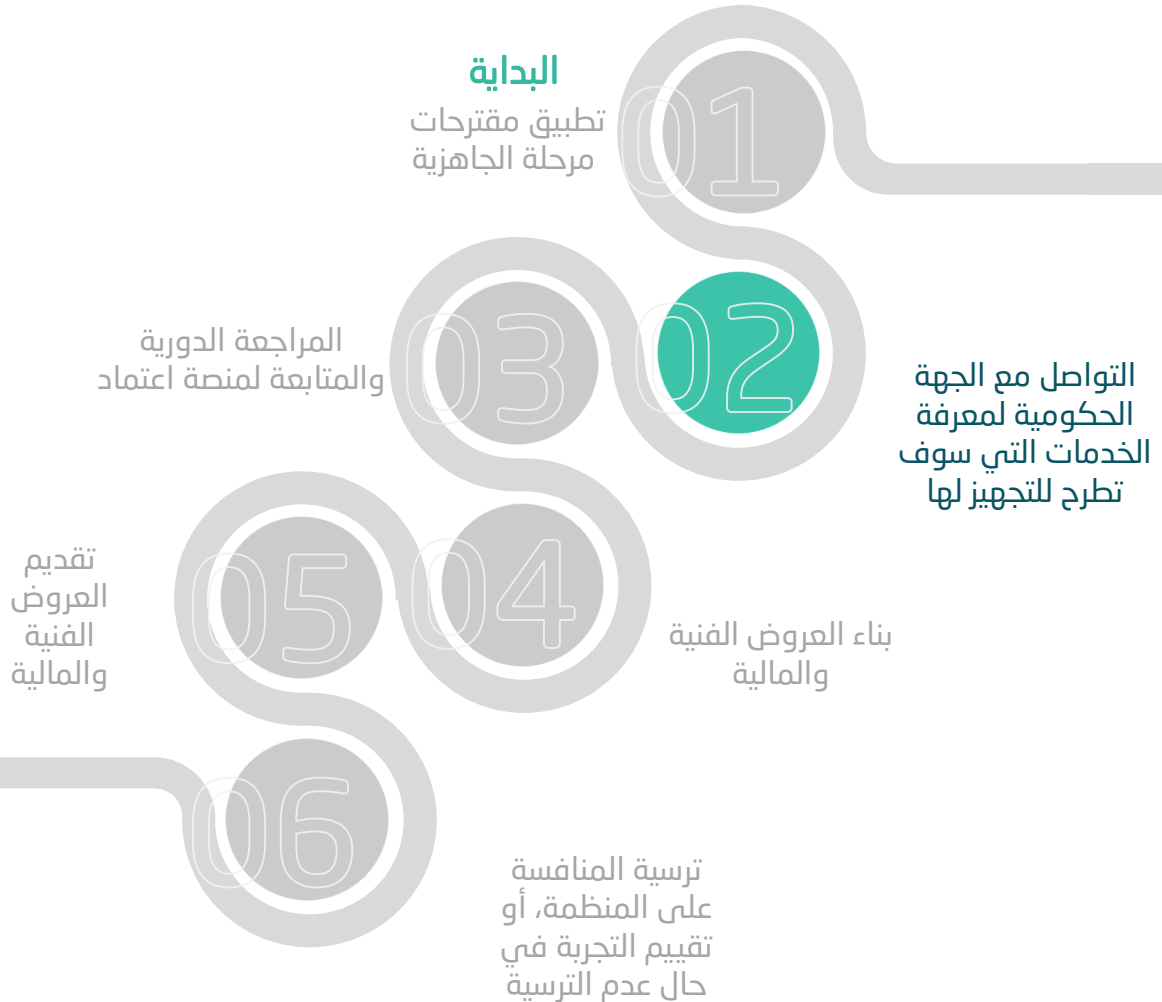 البداية
تطبيق مقترحات
مرحلة الجاهزية
01
02
التواصل مع الجهة
الحكومية لمعرفة
الخدمات التي سوف
تطرح للتجهيز لها
03
المراجعة الدورية
والمتابعة لمنصة اعتماد
04
بناء العروض الفنية
والمالية
05
تقديم
العروض
الفنية
والمالية
06
ترسية المنافسة
على المنظمة، أو
تقييم التجربة في
حال عدم الترسية